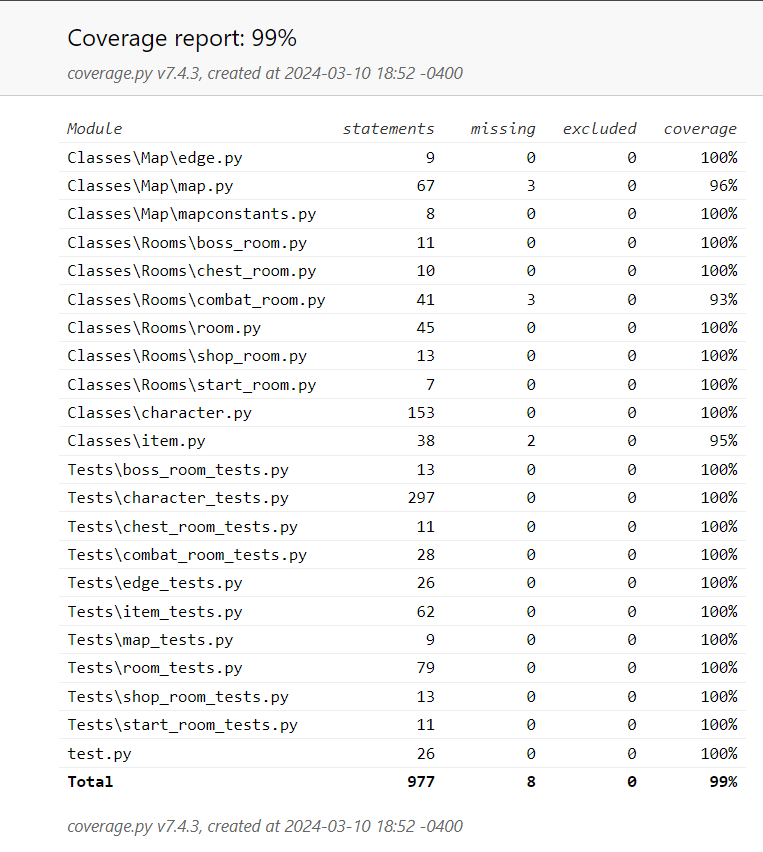 Coverage report: 99%
coverage.py v7.4.3, created at 2024-03-10 18:52 -0400
Module statements missing excluded coverage
Classes\Map\edge.py 9 0 0 100%
Classes\Map\map.py 67 3 0 96%
Classes\Map\mapconstants.py 8 0 0 100%
Classes\Rooms\boss_room.py 11 0 0 100%
Classes\Rooms\chest_room.py 10 0 0 100%
Classes\Rooms\combat_room.py 41 3 0 93%
Classes\Rooms\room.py 45 0 0 100%
Classes\Rooms\shop_room.py 13 0 0 100%
Classes\Rooms\start_room.py 7 0 0 100%
Classes\character.py 153 0 0 100%
Classes\item.py 38 2 0 95%
Tests\boss_room_tests.py 13 0 0 100%
Tests\character_tests.py 297 0 0 100%
Tests\chest_room_tests.py 11 0 0 100%
Tests\combat_room_tests.py 28 0 0 100%
Tests\edge_tests.py 26 0 0 100%
Tests\item_tests.py 62 0 0 100%
Tests\map_tests.py 9 0 0 100%
Tests\room_tests.py 79 0 0 100%
Tests\shop_room_tests.py 13 0 0 100%
Tests\start_room_tests.py 11 0 0 100%
test.py 26 0 0 100%
Total 977 8 0 99%
coverage.py v7.4.3, created at 2024-03-10 18:52 -0400